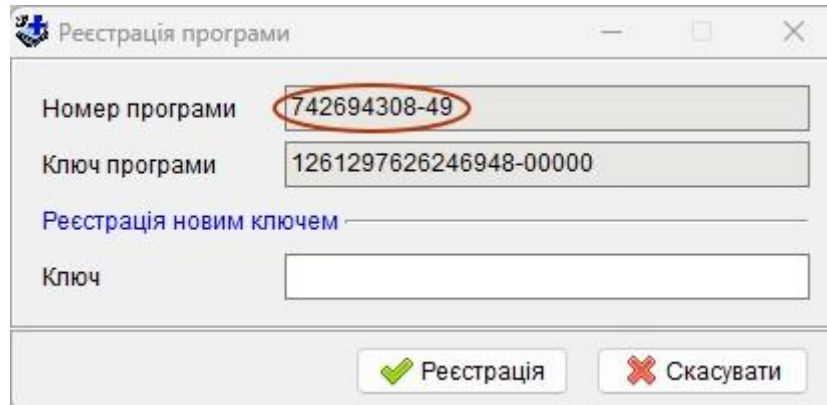 Реєстрація програми
Номер програми 742694308-49
Ключ програми 1261297626246948-00000
Реєстрація новим ключем
Ключ
Реєстрація Скасувати